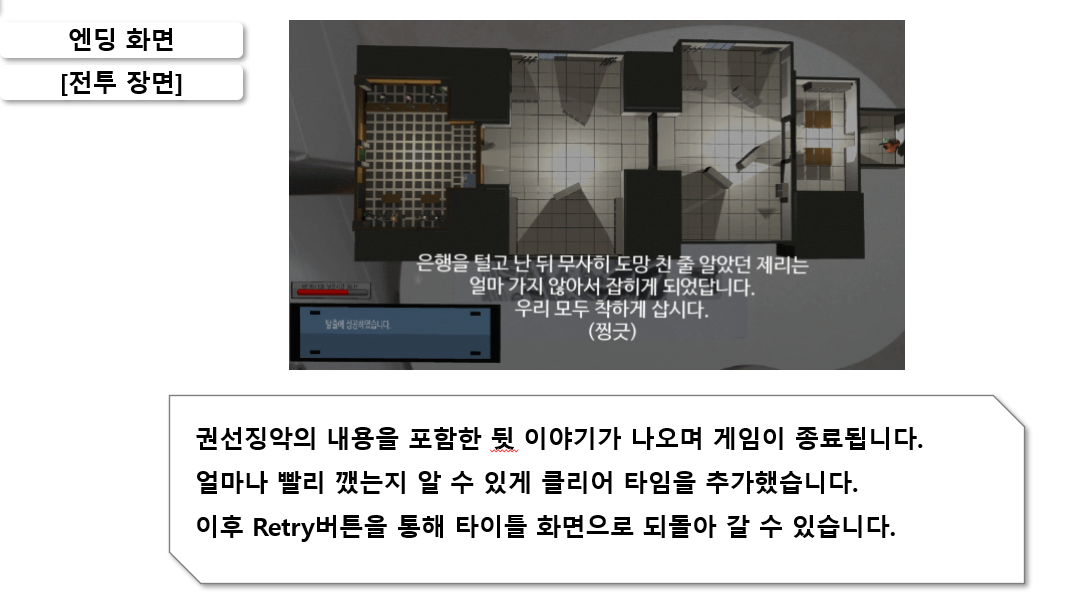 엔딩 화면
[전투 장면]
은행을 털고 난 뒤 무사히 도망 친 줄 알았던 제리는
얼마 가지 않아서 잡히게 되었답니다.
우리 모두 착하게 삽시다.
(찡긋)
탈출에 성공하였습니다.
권선징악의 내용을 포함한 뒷 이야기가 나오며 게임이 종료됩니다.
얼마나 빨리 깼는지 알 수 있게 클리어 타임을 추가했습니다.
이후 Retry버튼을 통해 타이틀 화면으로 되돌아 갈 수 있습니다.